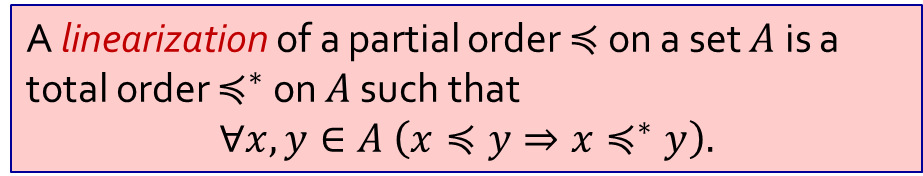 A linearization of a partial order ≼ on a set 𝐴 is a
total order ≼* on 𝐴 such that
∀𝑥, 𝑦 ∈ 𝐴 (𝑥 ≼ 𝑦 ⇒ 𝑥 ≼* 𝑦).